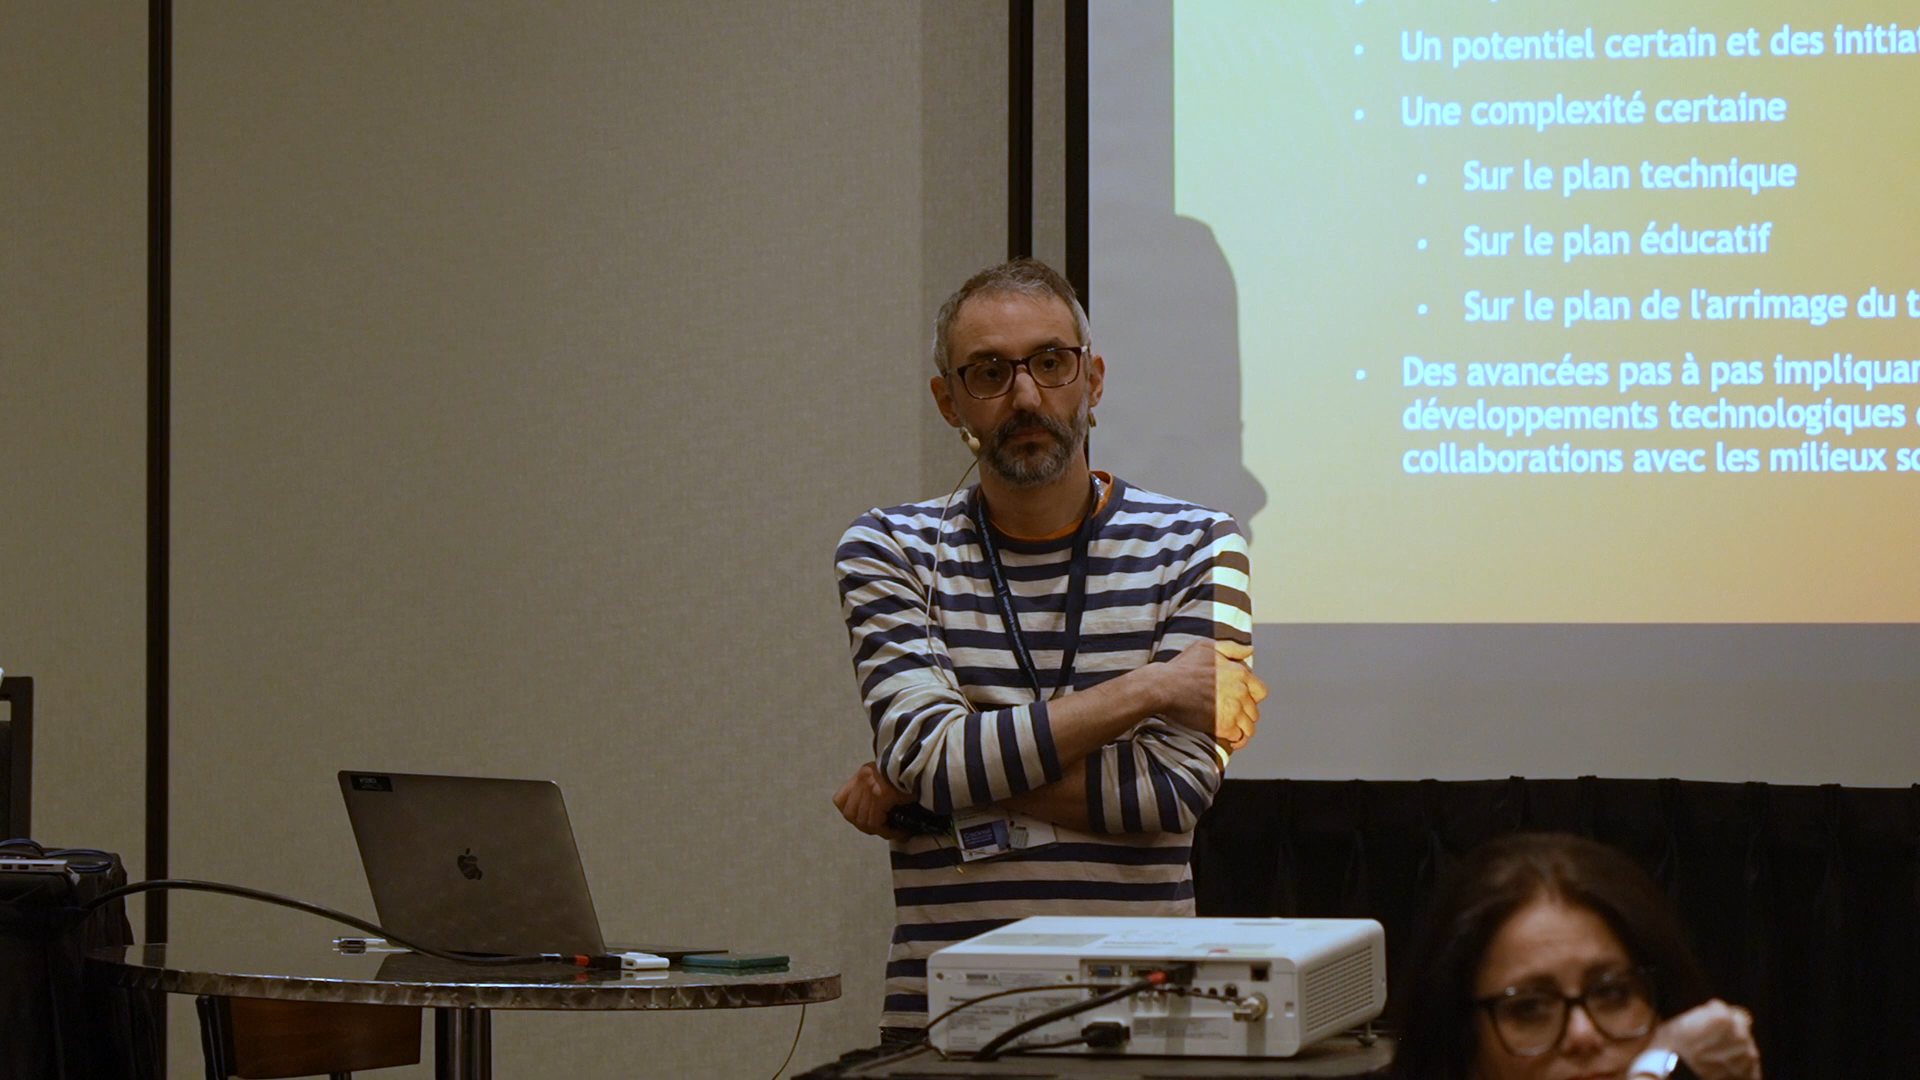 Un potentiel certain et des initia
Une complexité certaine
Sur le plan technique
Sur le plan éducatif
Sur le plan de l'arrimage du t
Des avancées pas à pas impliquan
développements technologiques
collaborations avec les milieux sc